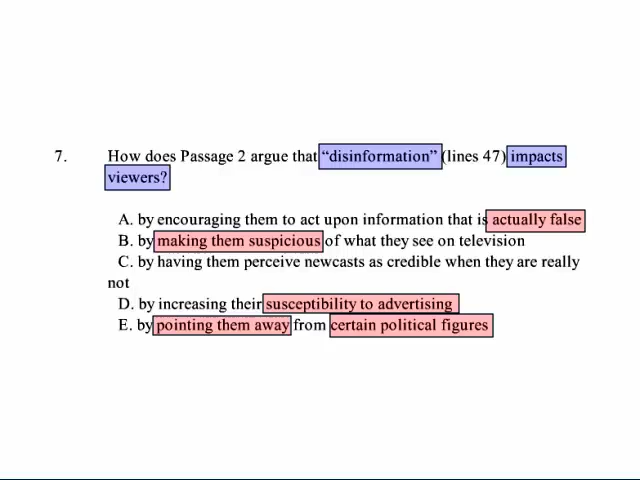 7. How does Passage 2 argue that “disinformation” (lines 47) impacts
viewers?
A. by encouraging them to act upon information that is actually false
B. by making them suspicious of what they see on television
C. by having them perceive newcasts as credible when they are really
not
D. by increasing their susceptibility to advertising
E. by pointing them away from certain political figures